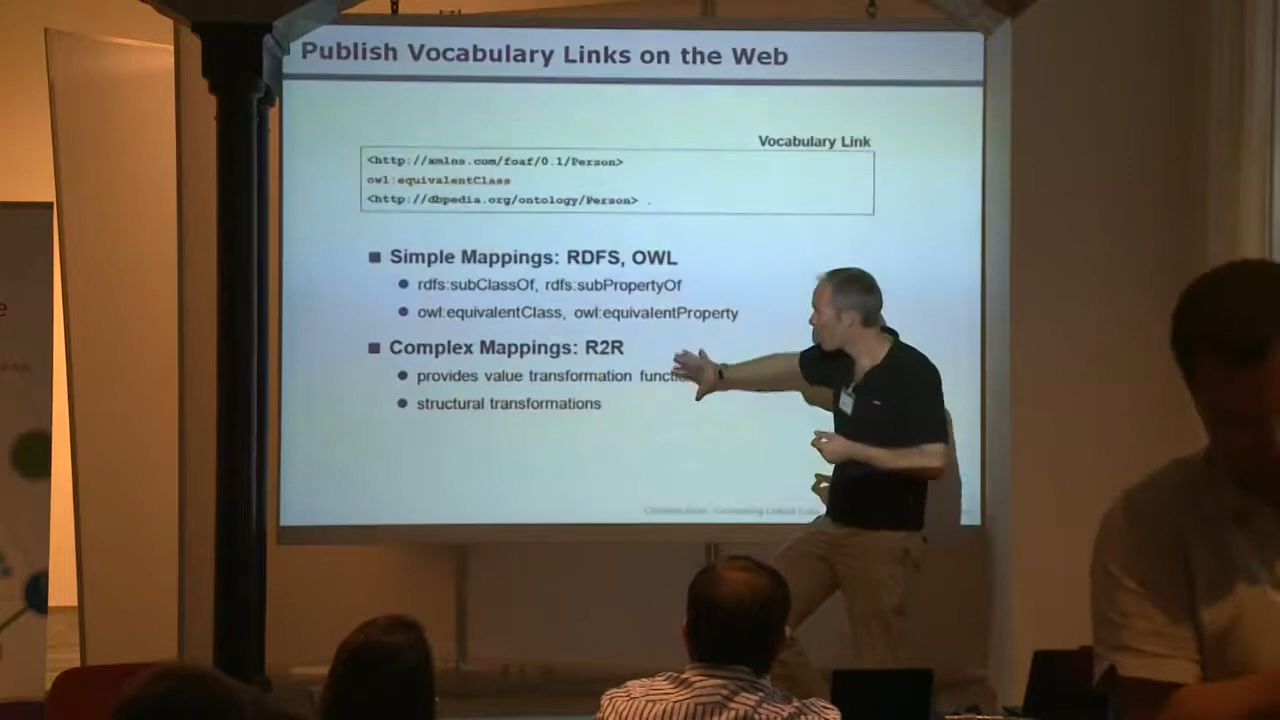 Publish Vocabulary Links on the Web
Vocabulary Link
<http://xmlns.com/foaf/0.1/Person>
owl:equivalentClass
<http://dbpedia.org/ontology/Person> .
Simple Mappings: RDFS, OWL
rdfs:subClassOf, rdfs:subPropertyOf
owl:equivalentClass, owl:equivalentProperty
Complex Mappings: R2R
provides value transformation
structural transformations